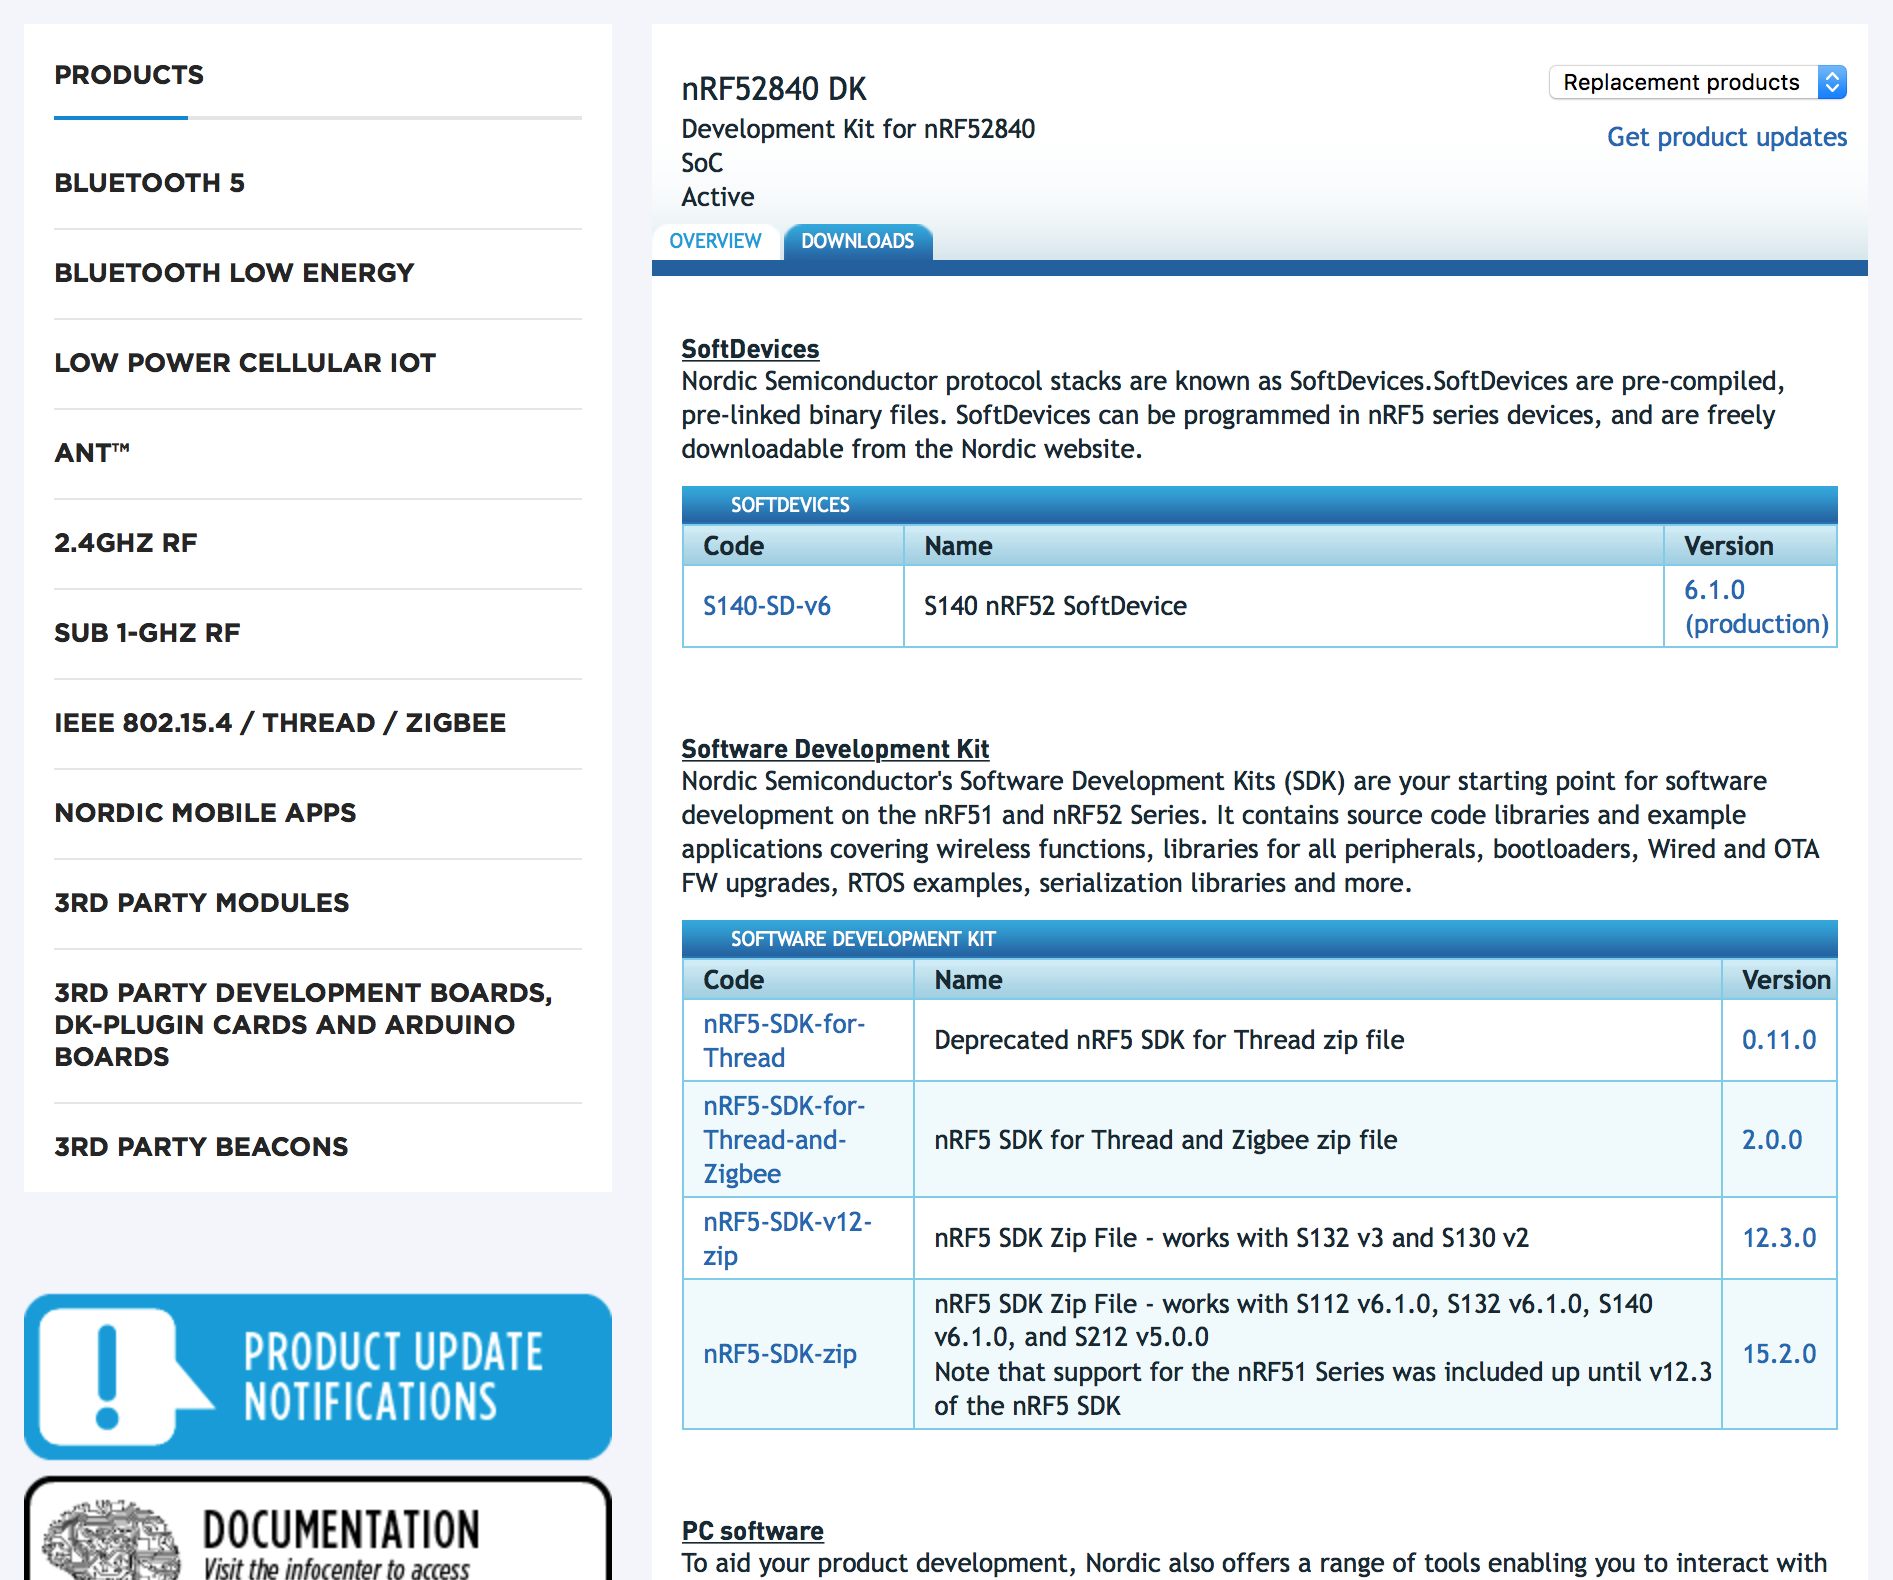 PRODUCTS
BLUETOOTH 5
BLUETOOTH LOW ENERGY
LOW POWER CELLULAR IOT
ANT™
2.4GHZ RF
SUB 1-GHZ RF
IEEE 802.15.4 / THREAD / ZIGBEE
NORDIC MOBILE APPS
3RD PARTY MODULES
3RD PARTY DEVELOPMENT BOARDS,
DK-PLUGIN CARDS AND ARDUINO
BOARDS
3RD PARTY BEACONS
PRODUCT UPDATE
NOTIFICATIONS
DOCUMENTATION
Visit the infocenter to access
nRF52840 DK
Development Kit for nRF52840
SoC
Active
Replacement products
Get product updates
OVERVIEW
DOWNLOADS
SoftDevices
Nordic Semiconductor protocol stacks are known as SoftDevices.SoftDevices are pre-compiled,
pre-linked binary files. SoftDevices can be programmed in nRF5 series devices, and are freely
downloadable from the Nordic website.
SOFTDEVICES
Code Name Version
S140-SD-v6 S140 nRF52 SoftDevice 6.1.0
(production)
Software Development Kit
Nordic Semiconductor's Software Development Kits (SDK) are your starting point for software
development on the nRF51 and nRF52 Series. It contains source code libraries and example
applications covering wireless functions, libraries for all peripherals, bootloaders, Wired and OTA
FW upgrades, RTOS examples, serialization libraries and more.
SOFTWARE DEVELOPMENT KIT
Code Name Version
nRF5-SDK-for-
Thread
Deprecated nRF5 SDK for Thread zip file
0.11.0
nRF5-SDK-for-
Thread-and-
Zigbee
nRF5 SDK for Thread and Zigbee zip file
2.0.0
nRF5-SDK-v12-
zip
nRF5 SDK Zip File - works with S132 v3 and S130 v2
12.3.0
nRF5-SDK-zip
nRF5 SDK Zip File - works with S112 v6.1.0, S132 v6.1.0, S140
v6.1.0, and S212 v5.0.0
Note that support for the nRF51 Series was included up until v12.3
of the nRF5 SDK
15.2.0
PC software
To aid your product development, Nordic also offers a range of tools enabling you to interact with